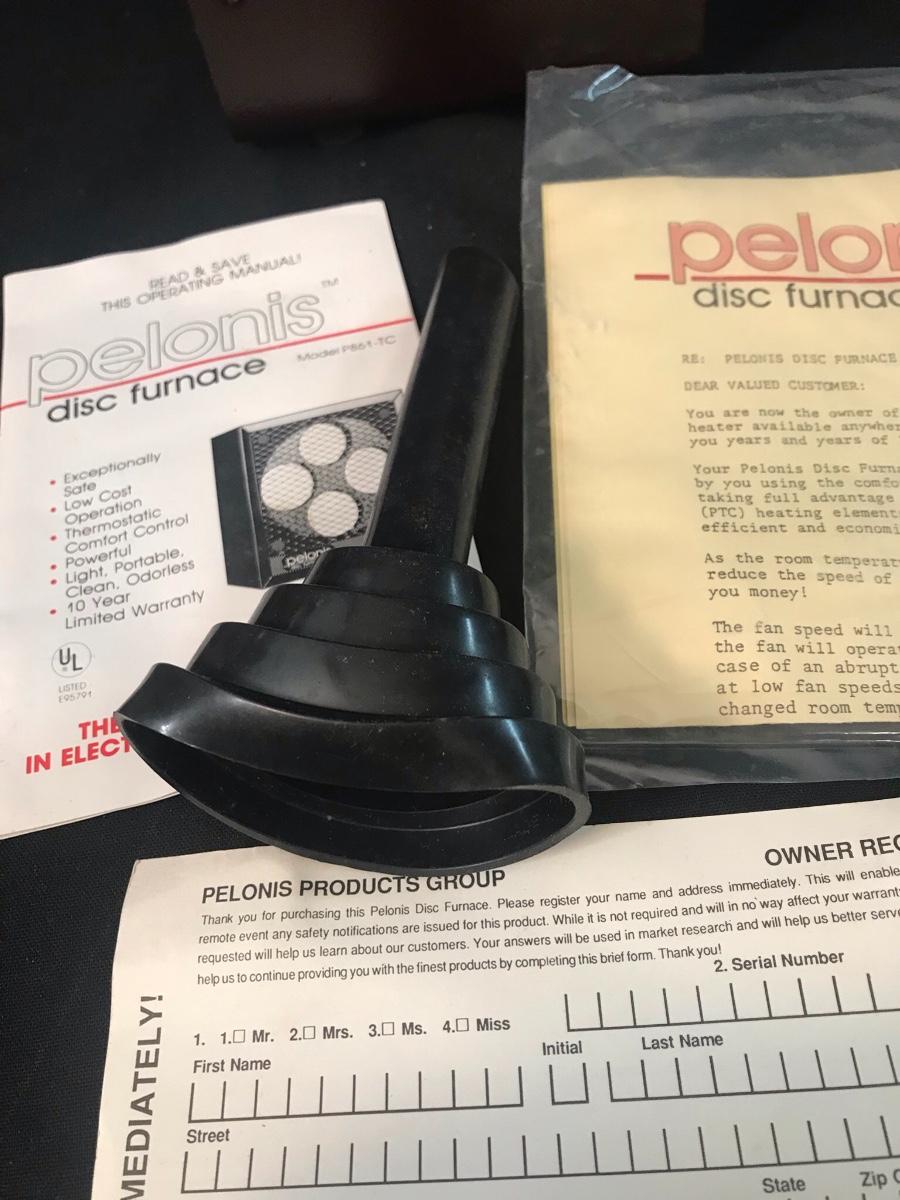 READ & SAVE
THIS OPERATING MANUAL!
pelonis™
disc furnace
Model P861-TC
• Exceptionally
Safe
• Low Cost
Operation
• Thermostatic
Comfort Control
• Powerful
• Light, Portable,
Clean, Odorless
• 10 Year
Limited Warranty
pelonis
UL
LISTED
E95791
THE
IN ELECT
pelon
disc furnac
RE: PELONIS DISC FURNACE
DEAR VALUED CUSTOMER:
You are now the owner of
heater available anywher
you years and years of
Your Pelonis Disc Furna
by you using the comfo
taking full advantage
(PTC) heating element
efficient and economi
As the room temperat
reduce the speed of
you money!
The fan speed will
the fan will opera
case of an abrupt
at low fan speeds
changed room temp
OWNER REG
PELONIS PRODUCTS GROUP
Thank you for purchasing this Pelonis Disc Furnace. Please register your name and address immediately. This will enable
remote event any safety notifications are issued for this product. While it is not required and will in no way affect your warrant
requested will help us learn about our customers. Your answers will be used in market research and will help us better serve
help us to continue providing you with the finest products by completing this brief form. Thank you!
MEDIATELY!
2. Serial Number
1. 1.☐ Mr. 2.☐ Mrs. 3.☐ Ms. 4.☐ Miss
First Name Initial Last Name
Street
State Zip C